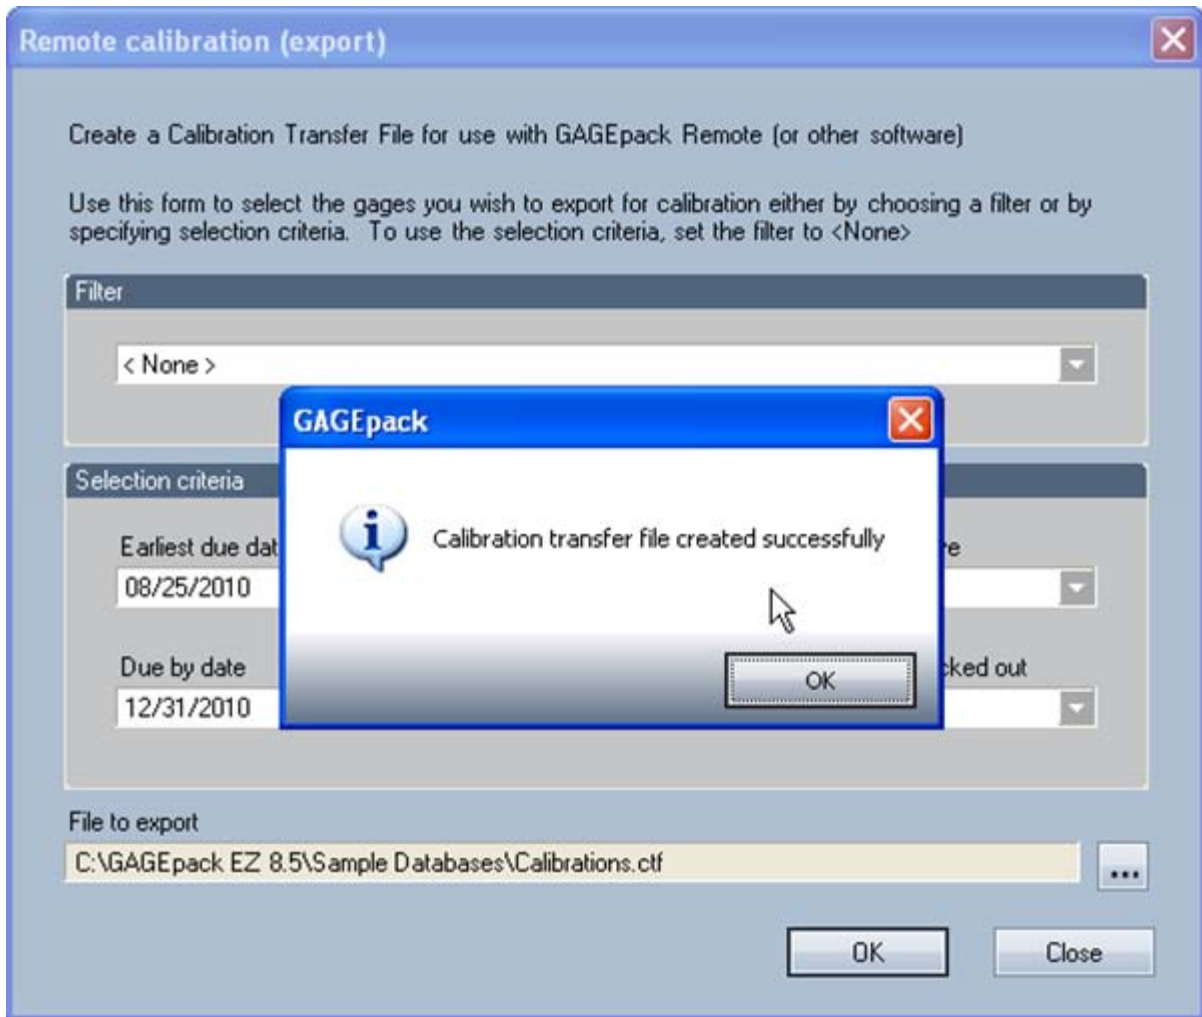 Remote calibration (export)
Create a Calibration Transfer File for use with GAGEpack Remote (or other software)
Use this form to select the gages you wish to export for calibration either by choosing a filter or by
specifying selection criteria. To use the selection criteria, set the filter to <None>
Filter
< None >
GAGEpack
Calibration transfer file created successfully
OK
Selection criteria
Earliest due
08/25/2010
Due by date
out
12/31/2010
File to export
C:\GAGEpack EZ 8.5\Sample Databases\Calibrations.ctf
...
OK
Close